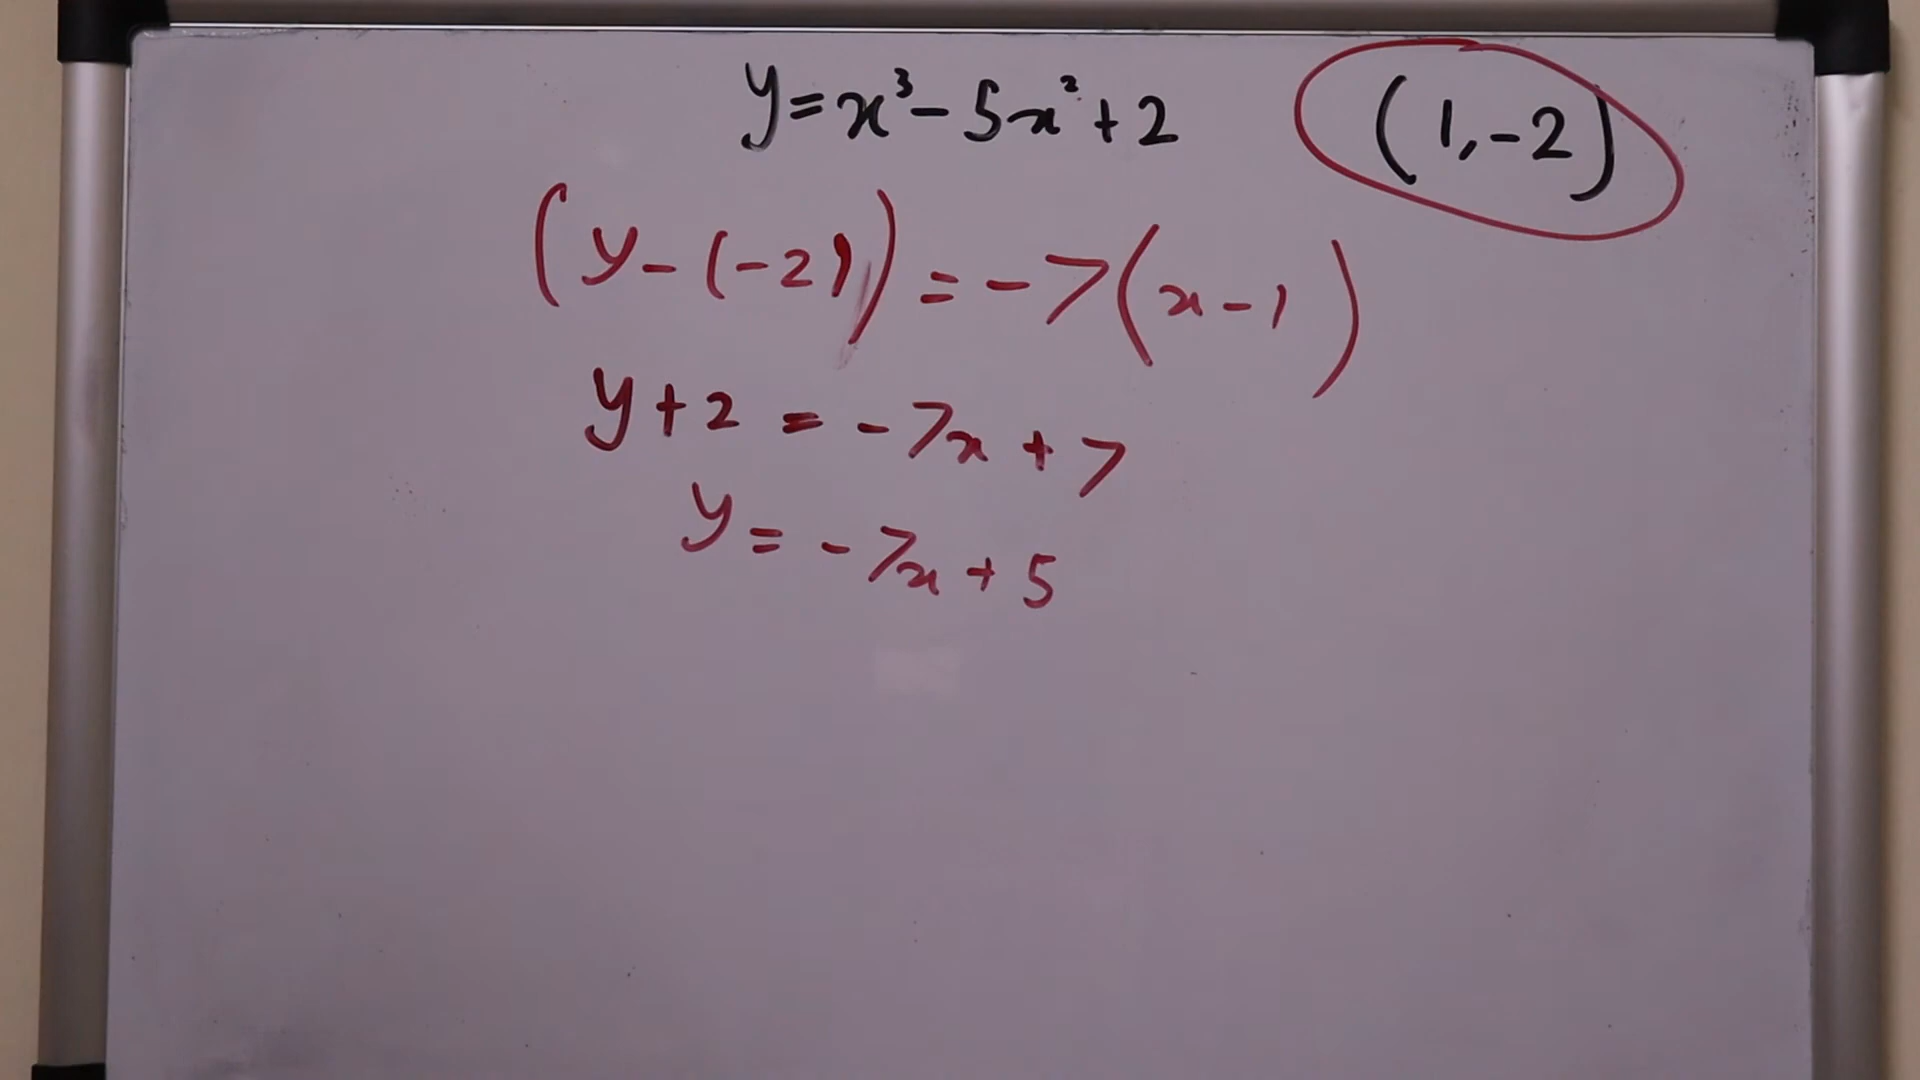 y=x³-5x²+2 (1,-2)
(y-(-2))=-7(x-1)
y+2=-7x+7
y=-7x+5